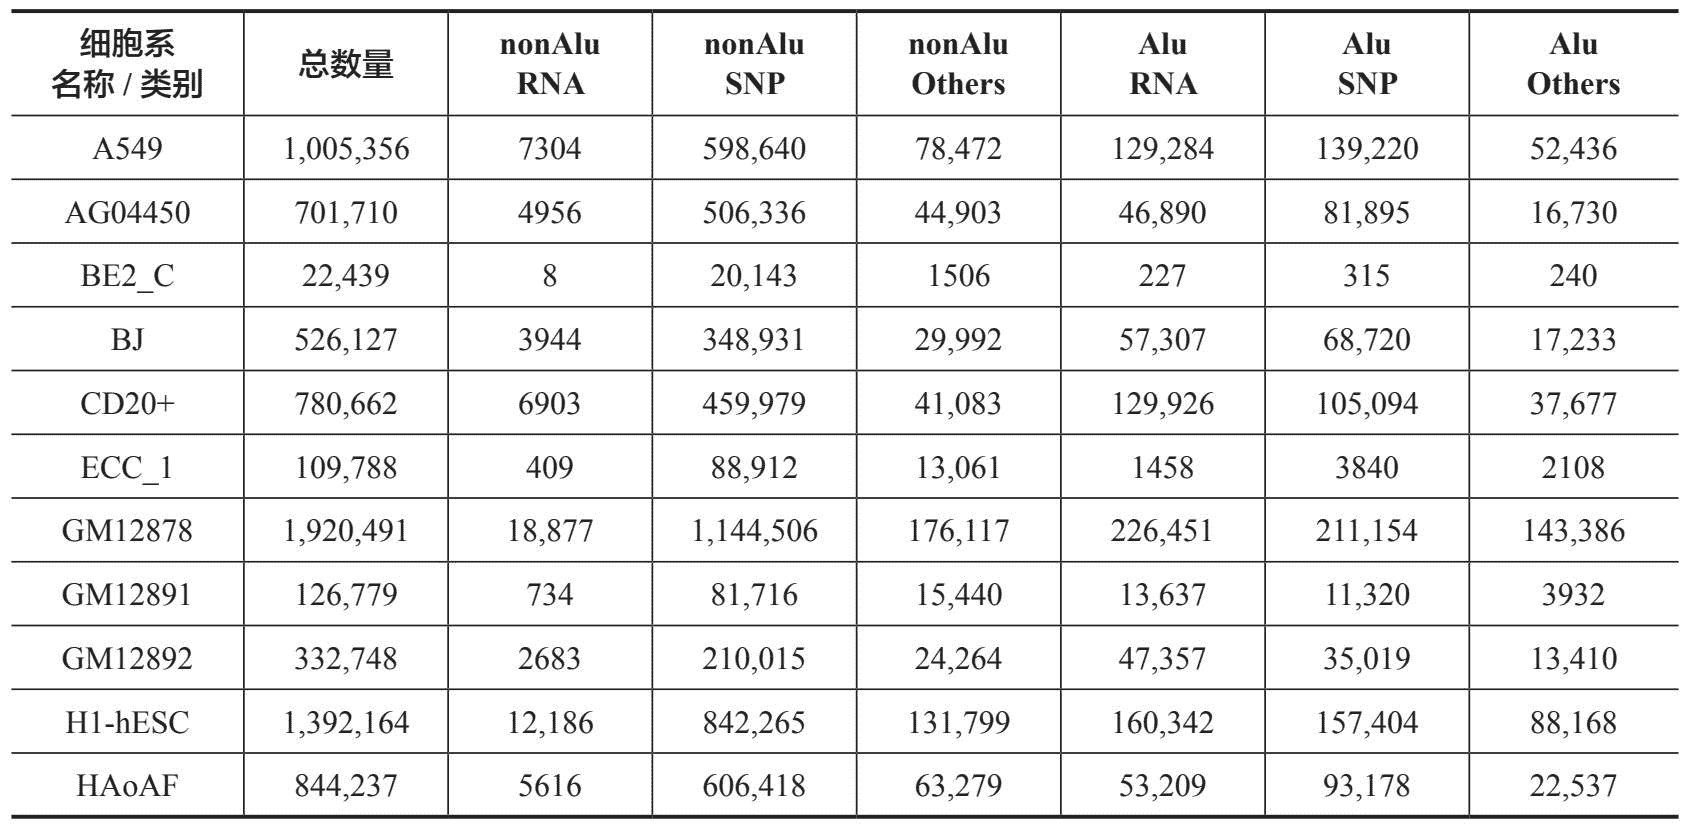 细胞系 名称 / 类别 总数量 nonAlu RNA nonAlu SNP nonAlu Others Alu RNA Alu SNP Alu Others
A549 1,005,356 7304 598,640 78,472 129,284 139,220 52,436
AG04450 701,710 4956 506,336 44,903 46,890 81,895 16,730
BE2_C 22,439 8 20,143 1506 227 315 240
BJ 526,127 3944 348,931 29,992 57,307 68,720 17,233
CD20+ 780,662 6903 459,979 41,083 129,926 105,094 37,677
ECC_1 109,788 409 88,912 13,061 1458 3840 2108
GM12878 1,920,491 18,877 1,144,506 176,117 226,451 211,154 143,386
GM12891 126,779 734 81,716 15,440 13,637 11,320 3932
GM12892 332,748 2683 210,015 24,264 47,357 35,019 13,410
H1-hESC 1,392,164 12,186 842,265 131,799 160,342 157,404 88,168
HAoAF 844,237 5616 606,418 63,279 53,209 93,178 22,537